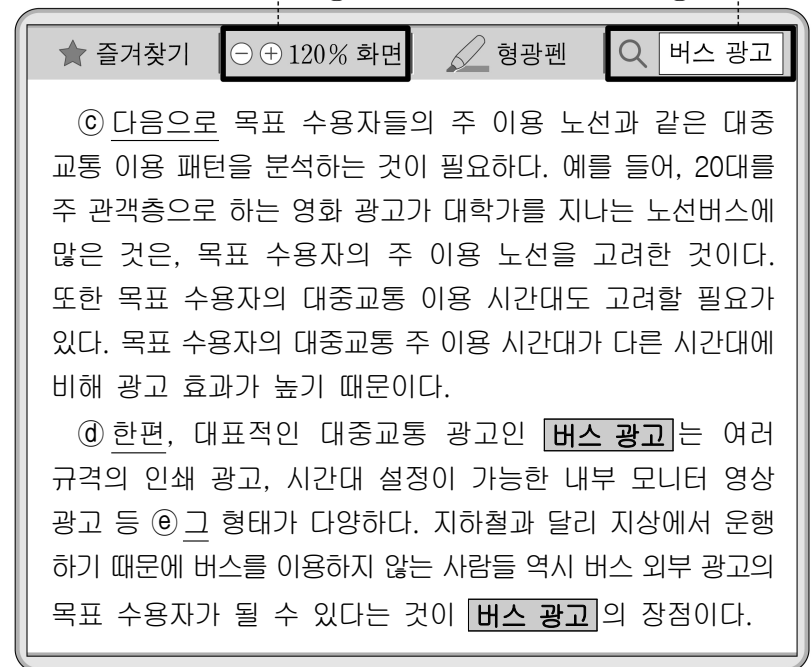 ★ 즐겨찾기 ⊖⊕120% 화면 형광펜 버스 광고
ⓒ 다음으로 목표 수용자들의 주 이용 노선과 같은 대중
교통 이용 패턴을 분석하는 것이 필요하다. 예를 들어, 20대를
주 관객층으로 하는 영화 광고가 대학가를 지나는 노선버스에
많은 것은, 목표 수용자의 주 이용 노선을 고려한 것이다.
또한 목표 수용자의 대중교통 이용 시간대도 고려할 필요가
있다. 목표 수용자의 대중교통 주 이용 시간대가 다른 시간대에
비해 광고 효과가 높기 때문이다.
ⓓ 한편, 대표적인 대중교통 광고인 버스 광고는 여러
규격의 인쇄 광고, 시간대 설정이 가능한 내부 모니터 영상
광고 등 ⓔ 그 형태가 다양하다. 지하철과 달리 지상에서 운행
하기 때문에 버스를 이용하지 않는 사람들 역시 버스 외부 광고의
목표 수용자가 될 수 있다는 것이 버스 광고의 장점이다.